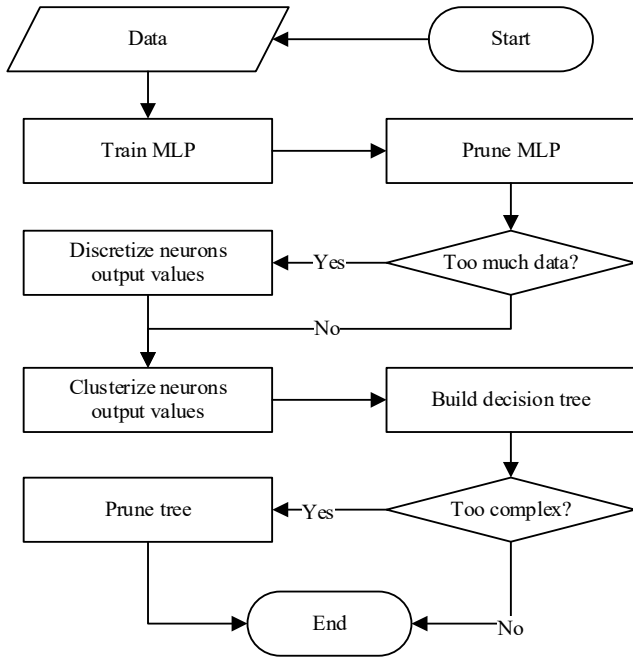 Data
Start
Train MLP
Prune MLP
Discretize neurons
output values
Yes
Too much data?
No
Clusterize neurons
output values
Build decision tree
Prune tree
Yes
Too complex?
End
No